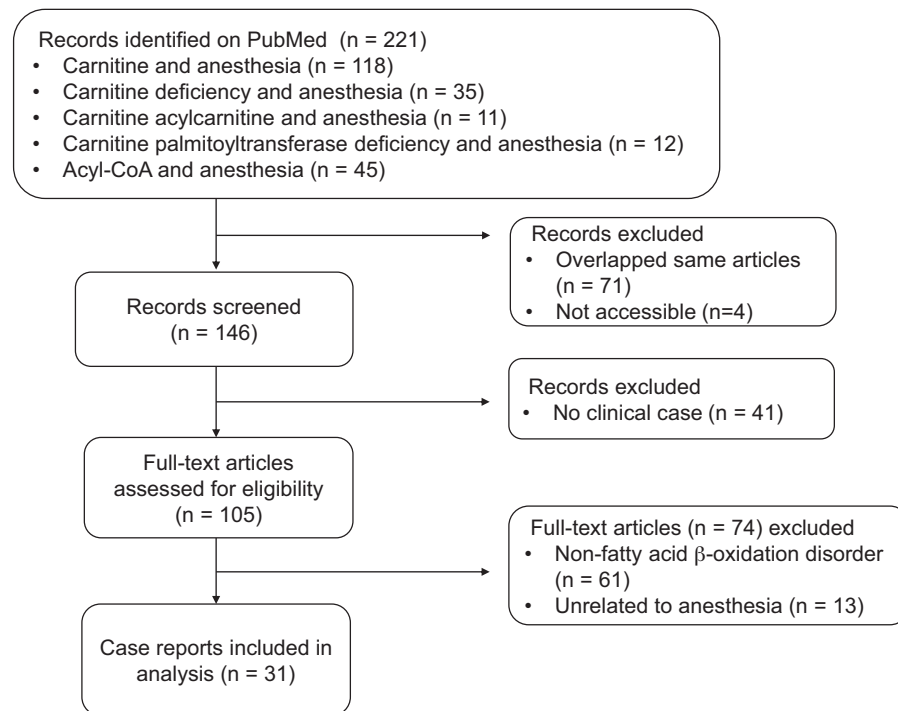 Records identified on PubMed (n = 221)
• Carnitine and anesthesia (n = 118)
• Carnitine deficiency and anesthesia (n = 35)
• Carnitine acylcarnitine and anesthesia (n = 11)
• Carnitine palmitoyltransferase deficiency and anesthesia (n = 12)
• Acyl-CoA and anesthesia (n = 45)
Records excluded
• Overlapped same articles
(n = 71)
• Not accessible (n=4)
Records screened
(n = 146)
Records excluded
• No clinical case (n = 41)
Full-text articles
assessed for eligibility
(n = 105)
Full-text articles (n = 74) excluded
• Non-fatty acid β-oxidation disorder
(n = 61)
• Unrelated to anesthesia (n = 13)
Case reports included in
analysis (n = 31)